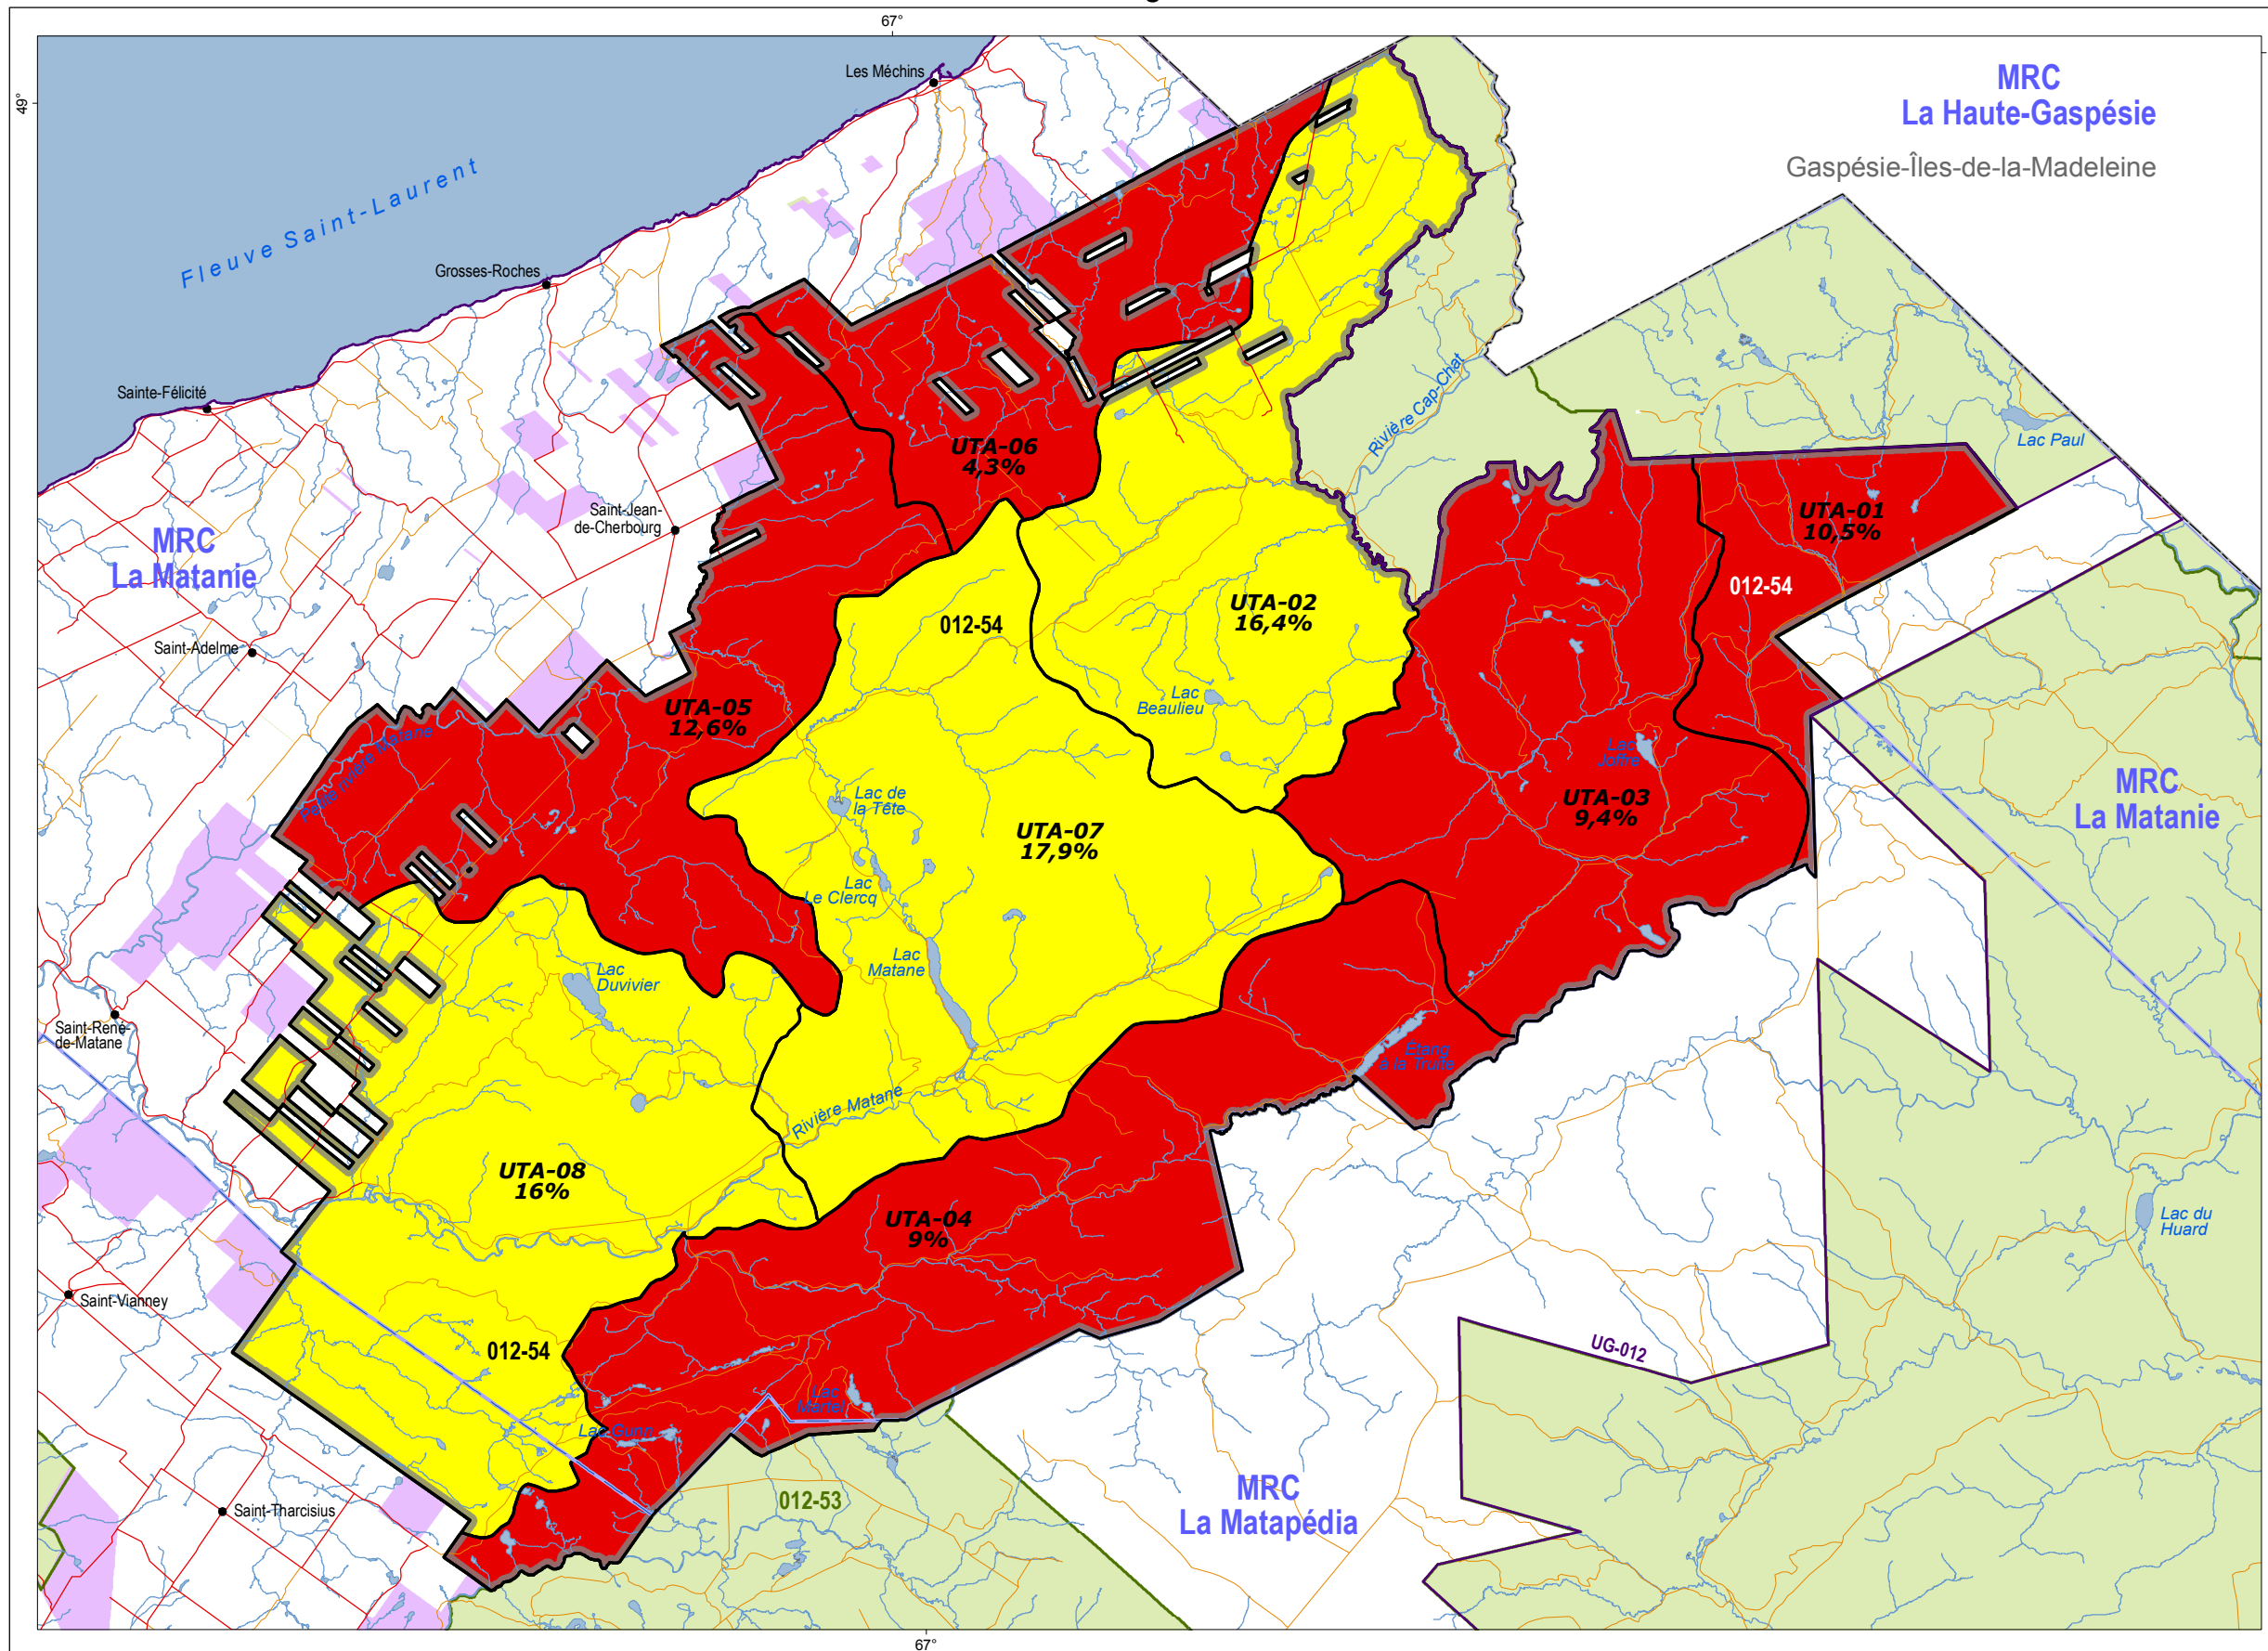 67°
49°
Les Méchins
MRC
La Haute-Gaspésie
Gaspésie-Îles-de-la-Madeleine
Fleuve Saint-Laurent
Grosses-Roches
Sainte-Félicité
Rivière Cap-Chat
Lac Paul
UTA-06
4,3%
Saint-Jean-
de-Cherbourg
UTA-01
10,5%
MRC
La Matanie
012-54
012-54
UTA-02
16,4%
Saint-Adelme
Lac
Beaulieu
UTA-05
12,6%
Petite rivière Matane
Lac
Joffre
UTA-03
9,4%
MRC
La Matanie
Lac de
la Tête
UTA-07
17,9%
Lac
Le Clercq
Lac
Matane
Lac
Duvivier
Saint-René-
de-Matane
Étang
à la Truite
Rivière Matane
UTA-08
16%
UTA-04
9%
Lac du
Huard
Saint-Vianney
012-54
UG-012
Lac
Martel
Lac Gunn
012-53
MRC
La Matapédia
Saint-Tharcisius
67°